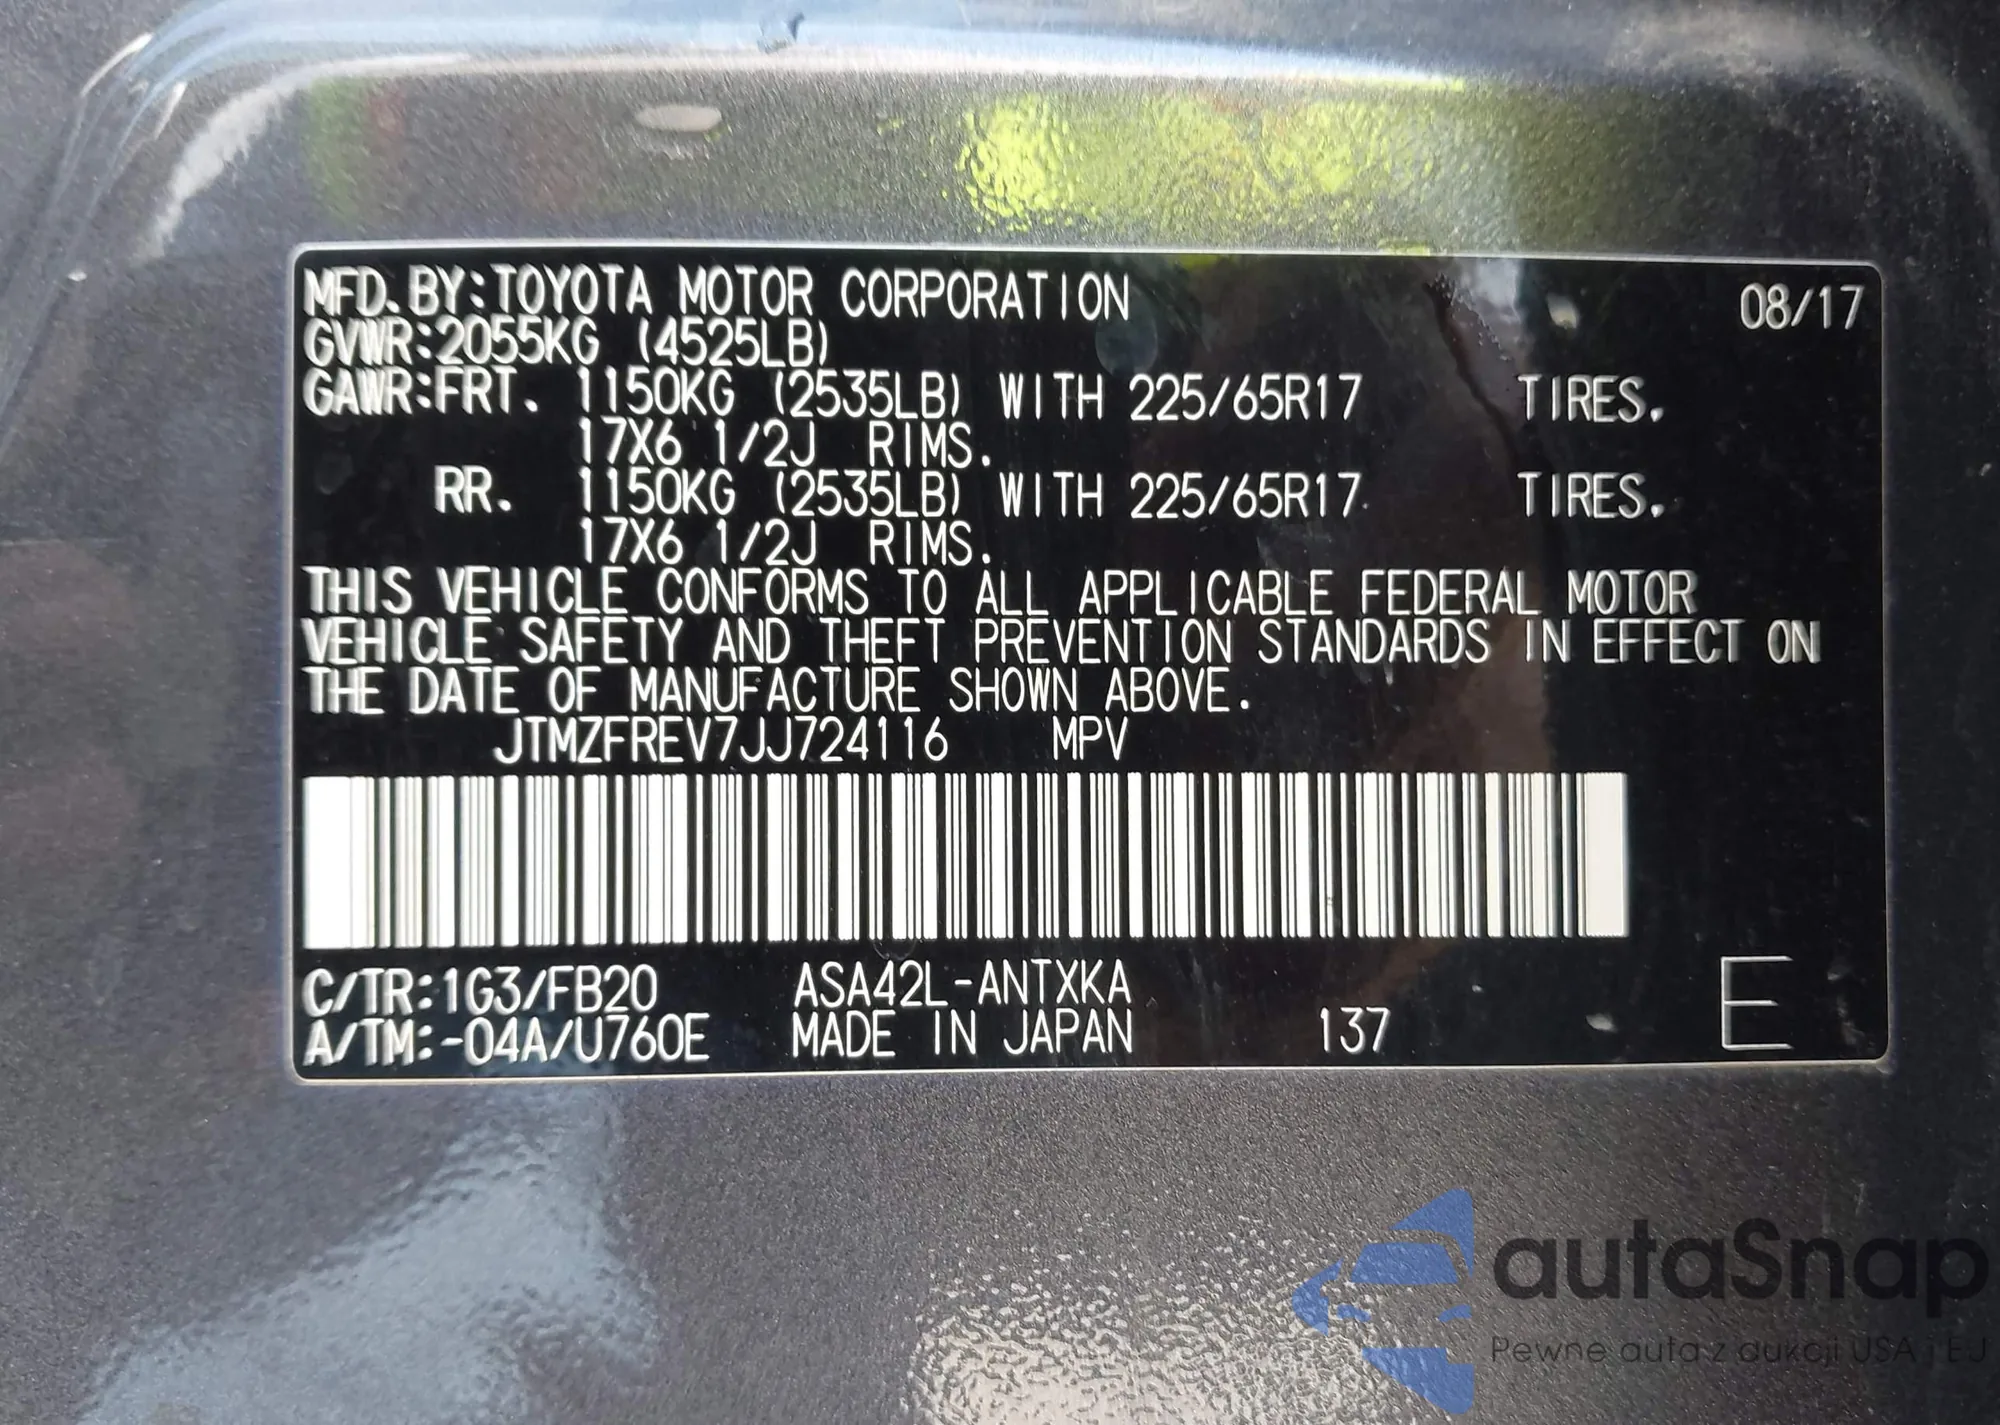 MFD.BY:TOYOTA MOTOR CORPORATION 08/17
GVWR:2055KG (4525LB)
GAWR:FRT. 1150KG (2535LB) WITH 225/65R17 TIRES.
17X6 1/2J RIMS.
RR. 1150KG (2535LB) WITH 225/65R17 TIRES.
17X6 1/2J RIMS.
THIS VEHICLE CONFORMS TO ALL APPLICABLE FEDERAL MOTOR
VEHICLE SAFETY AND THEFT PREVENTION STANDARDS IN EFFECT ON
THE DATE OF MANUFACTURE SHOWN ABOVE.
JTMZFREV7JJ724116 MPV
C/TR:1G3/FB20 ASA42L-ANTXKA
A/TM:-04A/U760E MADE IN JAPAN 137 E
autaSnap
Pewne auta z aukcji USA i EU